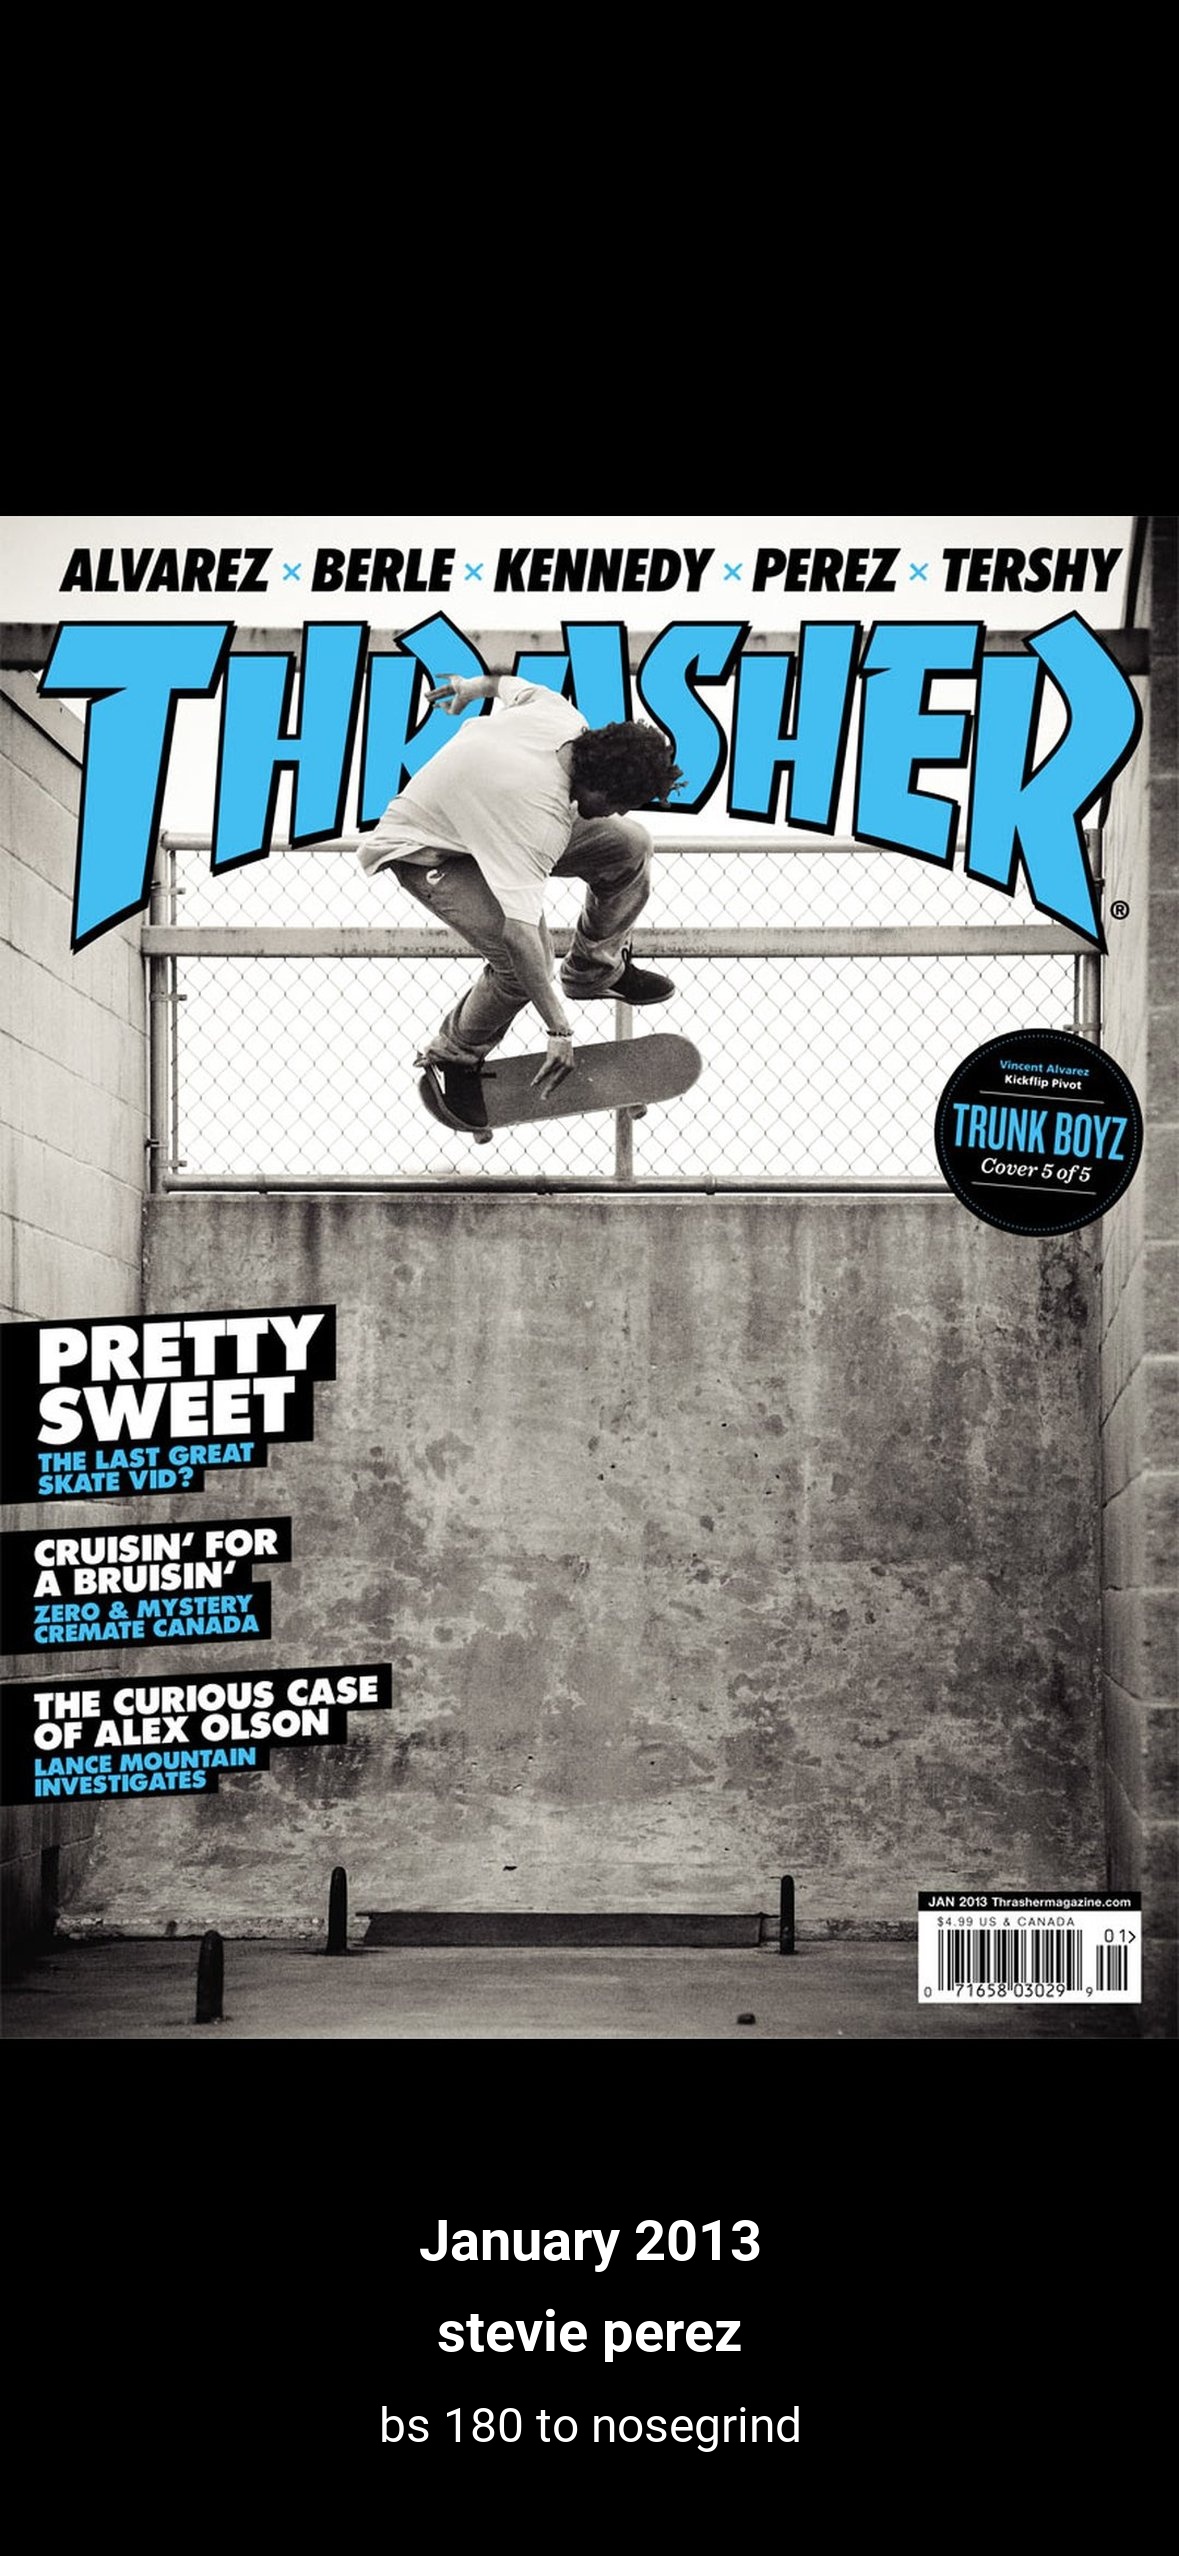 ALVAREZ × BERLE × KENNEDY × PEREZ × TERSHY
THRASHER®
Vincent Alvarez
Kickflip Pivot
TRUNK BOYZ
Cover 5 of 5
PRETTY
SWEET
THE LAST GREAT
SKATE VID?
CRUISIN‘ FOR
A BRUISIN‘
ZERO & MYSTERY
CREMATE CANADA
THE CURIOUS CASE
OF ALEX OLSON
LANCE MOUNTAIN
INVESTIGATES
JAN 2013 Thrashermagazine.com
$4.99 US & CANADA
01>
0 71658 03029 9
January 2013
stevie perez
bs 180 to nosegrind